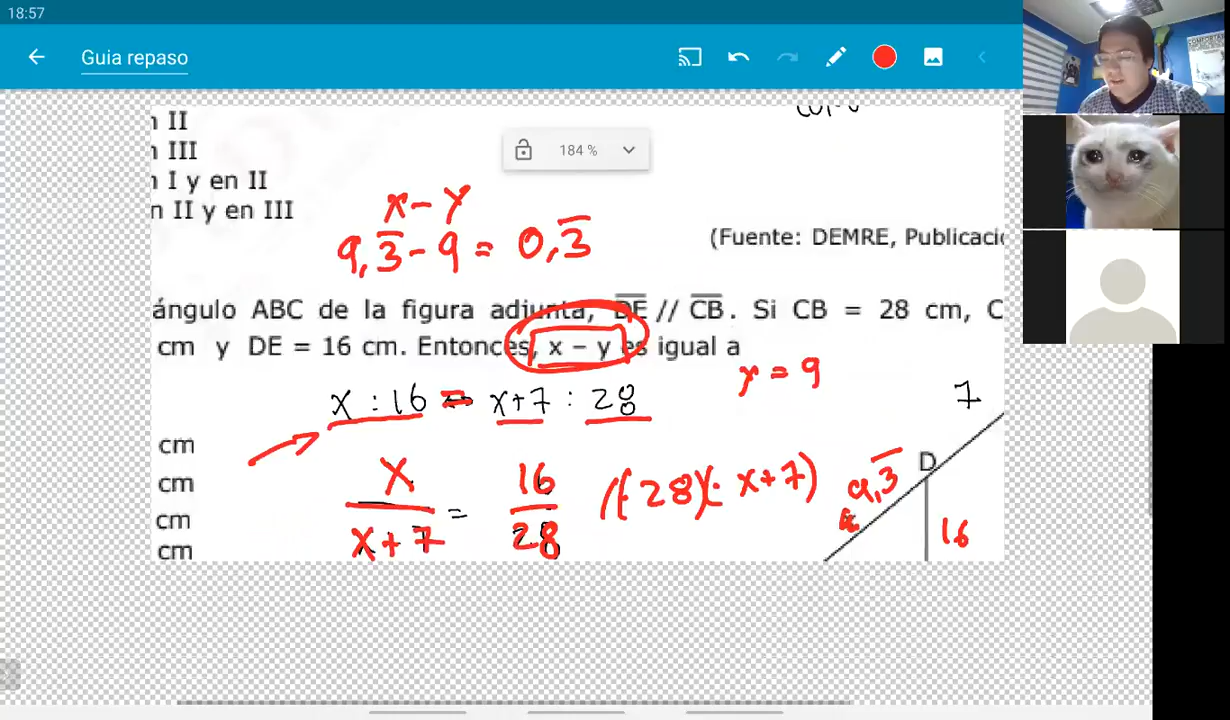 18:57
Guia repaso
n II
n III
n I y en II
n II y en III
184 %
x - y
9,3̅ - 9 = 0,3̅
(Fuente: DEMRE, Publicacio
ángulo ABC de la figura adjunta, D̅E̅ // C̅B̅. Si CB = 28 cm, C
cm y DE = 16 cm. Entonces, x – y es igual a
y = 9
x : 16 = x+7 : 28
7
cm
cm
cm
cm
x/x+7 = 16/28 /(·28)(· x+7)
D
9,3̅
16